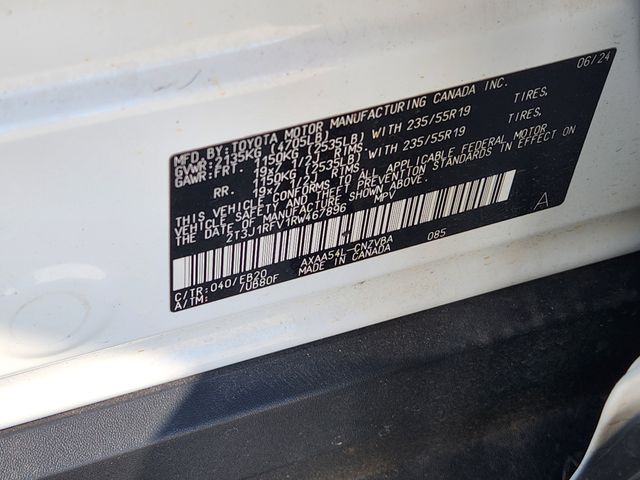 MFD BY:TOYOTA MOTOR MANUFACTURING CANADA INC. 06/24
GVWR:2135KG (4705LB)
GAWR:FRT. 1150KG (2535LB) WITH 235/55R19 TIRES,
19X7 1/2J RIMS.
RR. 1150KG (2535LB) WITH 235/55R19 TIRES,
19X7 1/2J RIMS.
THIS VEHICLE CONFORMS TO ALL APPLICABLE FEDERAL MOTOR
VEHICLE SAFETY AND THEFT PREVENTION STANDARDS IN EFFECT ON
THE DATE OF MANUFACTURE SHOWN ABOVE.
2T3J1RFV1RW467896 MPV
A
C/TR:040/EB20 AXAA54L-CNZVBA 085
A/TM: 7UB80F MADE IN CANADA